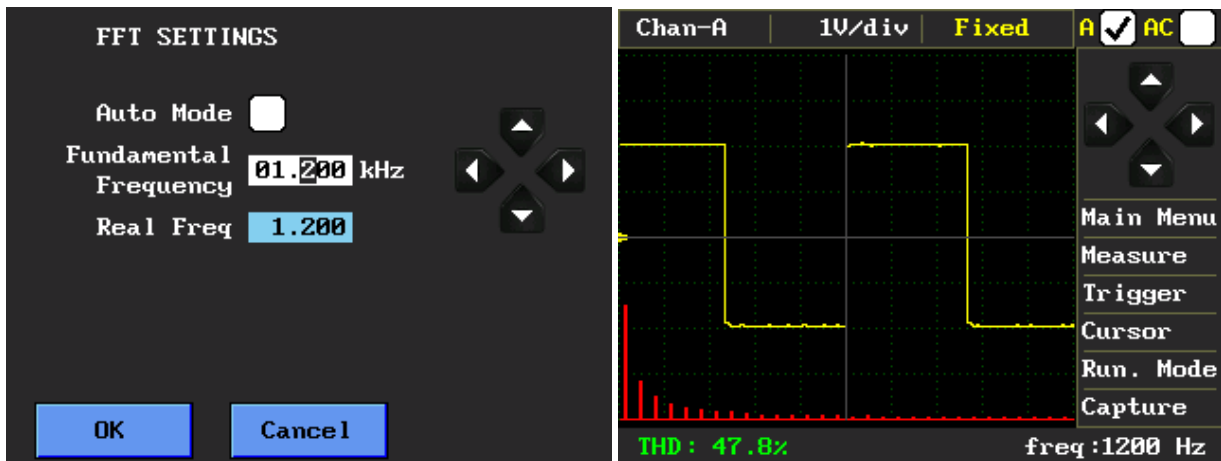 FFT SETTINGS
Auto Mode
Fundamental
Frequency
01.200 kHz
Real Freq 1.200
OK
Cancel
Chan-A 1V/div Fixed A AC
Main Menu
Measure
Trigger
Cursor
Run. Mode
Capture
THD: 47.8% freq:1200 Hz